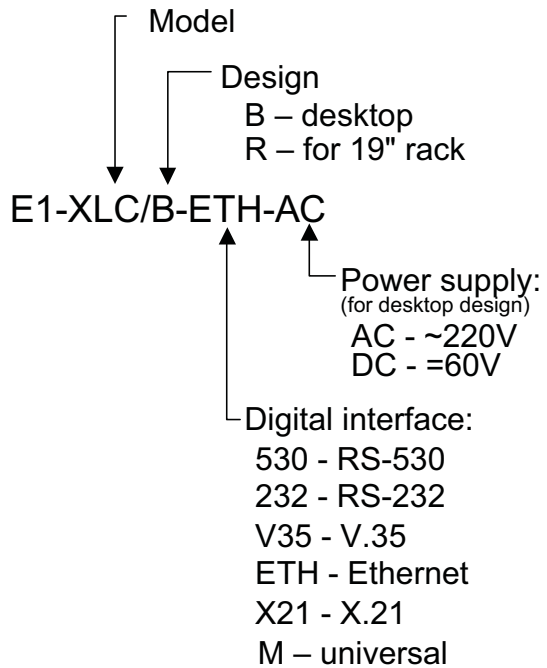 Model
Design
B – desktop
R – for 19" rack
E1-XLC/B-ETH-AC
Power supply:
(for desktop design)
AC - ~220V
DC - =60V
Digital interface:
530 - RS-530
232 - RS-232
V35 - V.35
ETH - Ethernet
X21 - X.21
M – universal